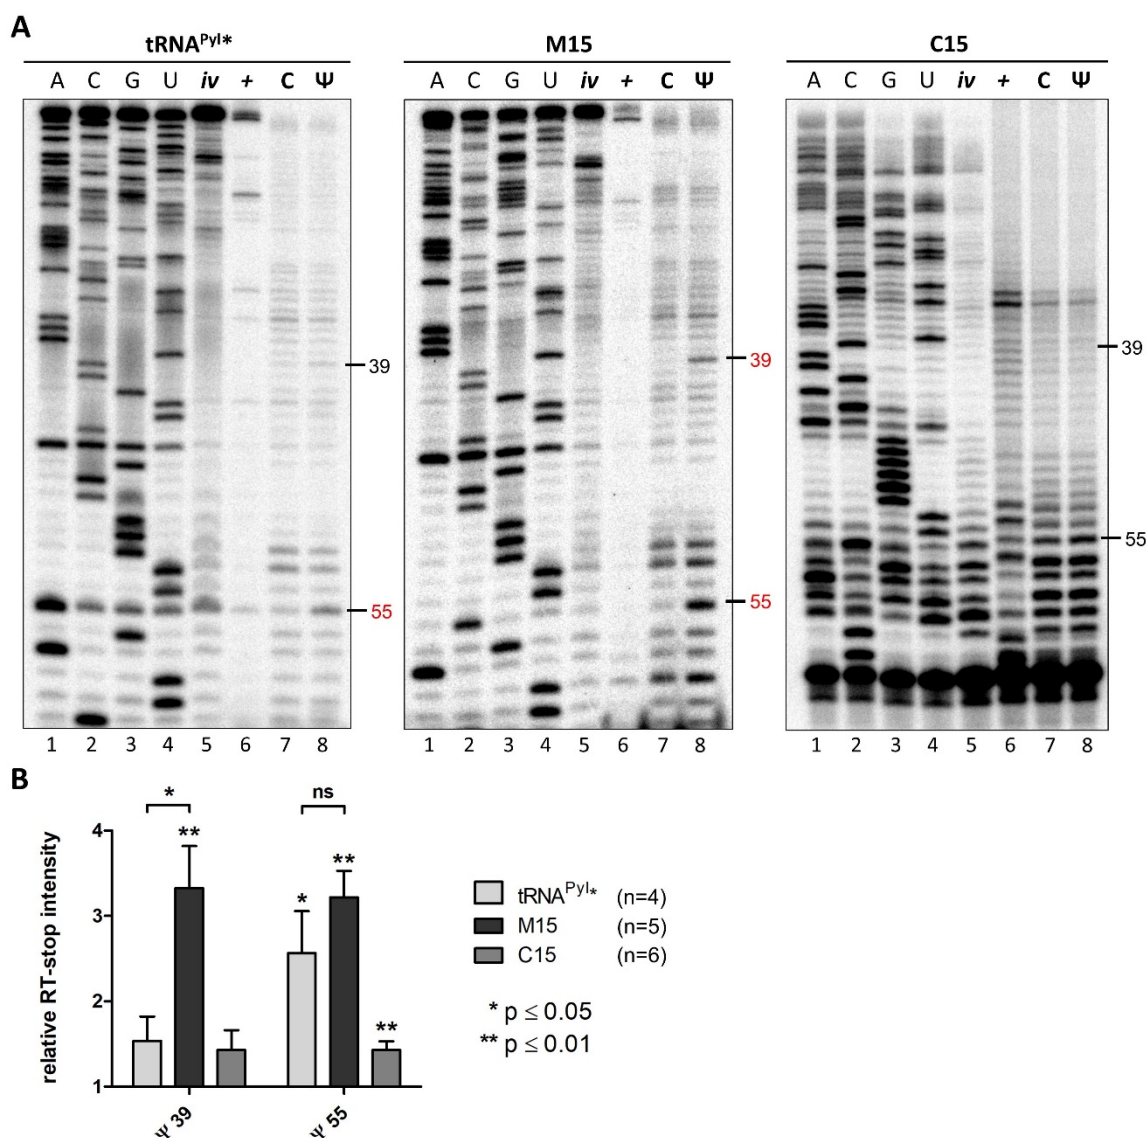 A
tRNAPyl* M15 C15
A C G U iv + C Ψ A C G U iv + C Ψ A C G U iv + C Ψ
39 39 39
55 55 55
1 2 3 4 5 6 7 8 1 2 3 4 5 6 7 8 1 2 3 4 5 6 7 8
B
relative RT-stop intensity
4
3
2
1
* ns
** * ** **
Ψ 39 Ψ 55
tRNAPyl* (n=4)
M15 (n=5)
C15 (n=6)
* p ≤ 0.05
** p ≤ 0.01